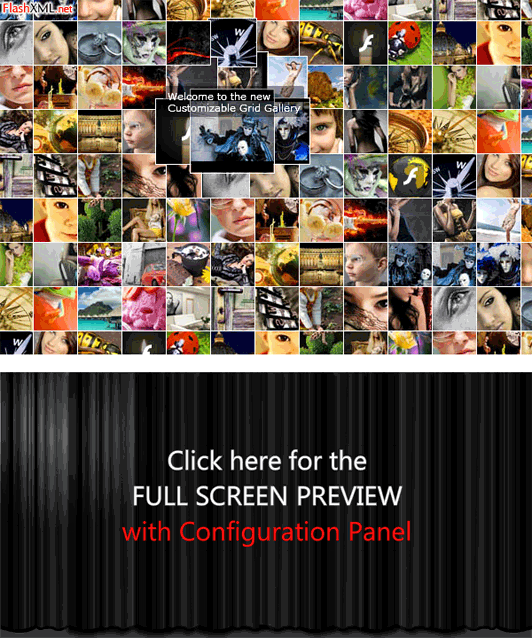 FlashXML.net
Welcome to the new
Customizable Grid Gallery
Click here for the
FULL SCREEN PREVIEW
with Configuration Panel